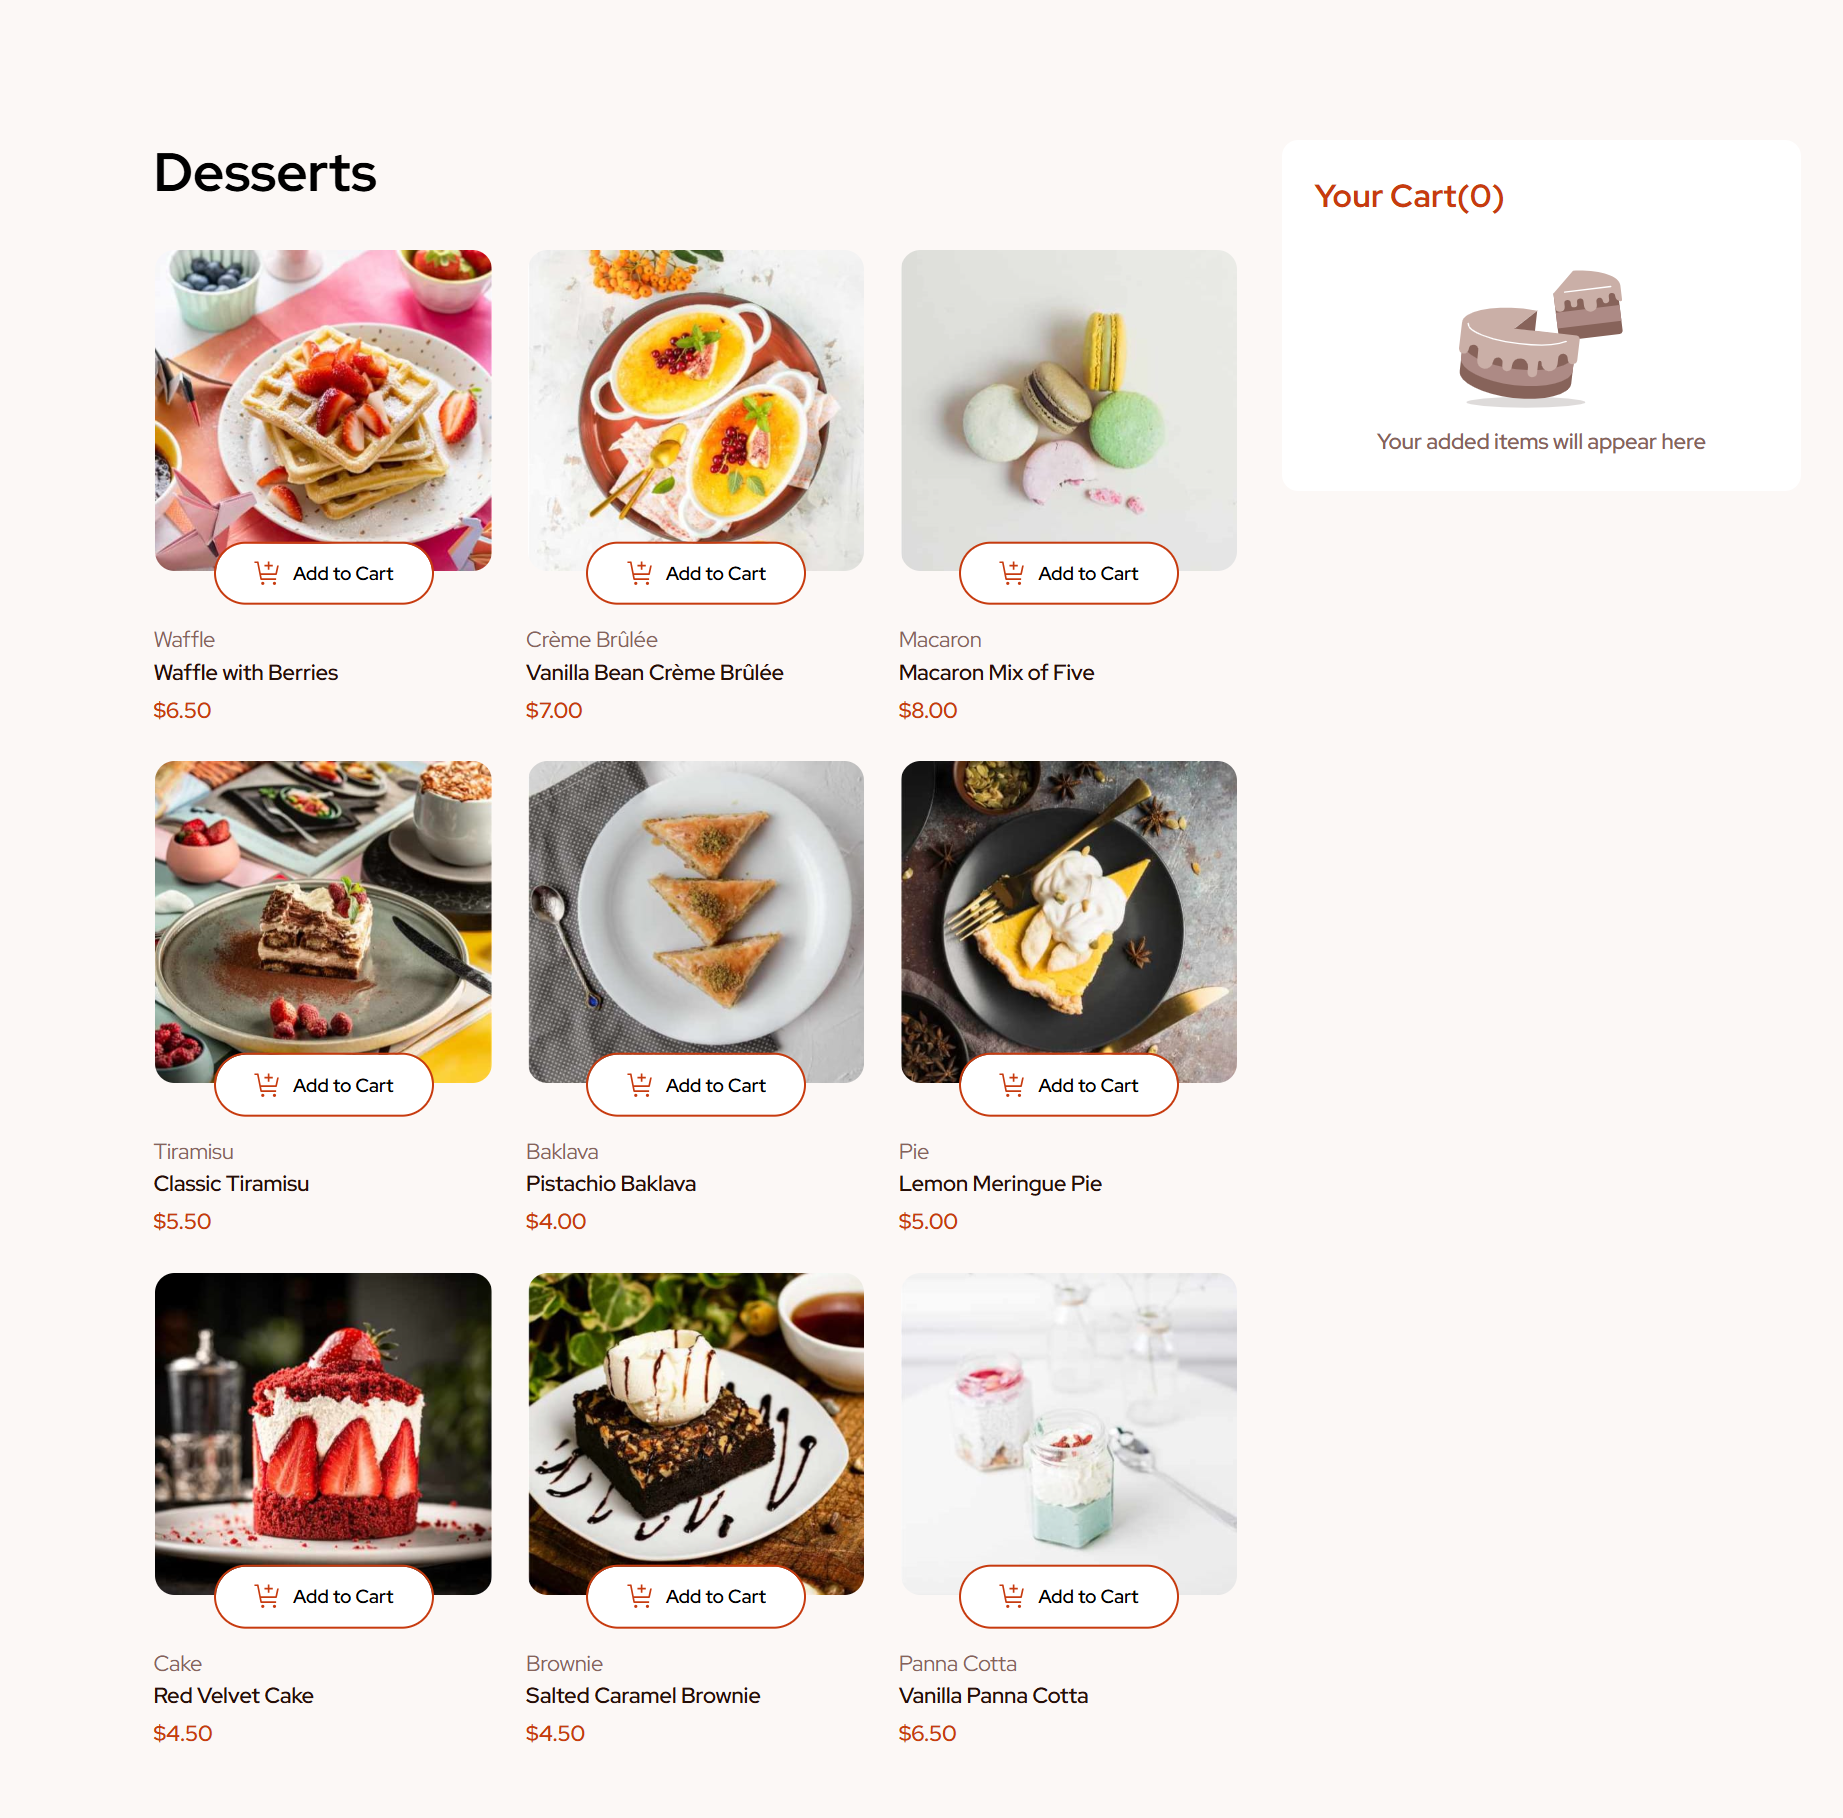 Desserts
Add to Cart
Waffle
Waffle with Berries
$6.50
Add to Cart
Crème Brûlée
Vanilla Bean Crème Brûlée
$7.00
Add to Cart
Macaron
Macaron Mix of Five
$8.00
Add to Cart
Tiramisu
Classic Tiramisu
$5.50
Add to Cart
Baklava
Pistachio Baklava
$4.00
Add to Cart
Pie
Lemon Meringue Pie
$5.00
Add to Cart
Cake
Red Velvet Cake
$4.50
Add to Cart
Brownie
Salted Caramel Brownie
$4.50
Add to Cart
Panna Cotta
Vanilla Panna Cotta
$6.50
Your Cart(0)
Your added items will appear here